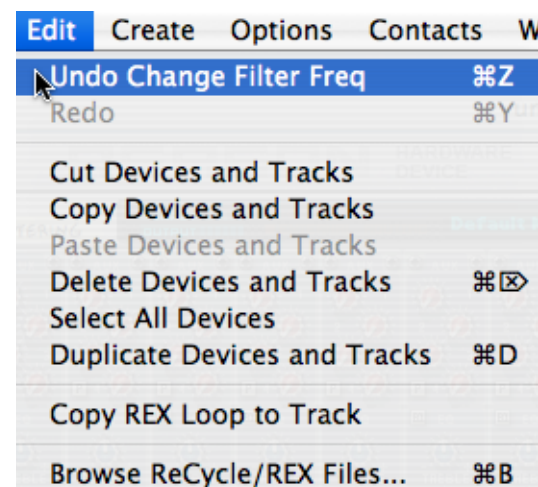 Edit Create Options Contacts W
Undo Change Filter Freq ⌘Z
Redo ⌘Y
Cut Devices and Tracks
Copy Devices and Tracks
Paste Devices and Tracks
Delete Devices and Tracks ⌘⌦
Select All Devices
Duplicate Devices and Tracks ⌘D
Copy REX Loop to Track
Browse ReCycle/REX Files... ⌘B